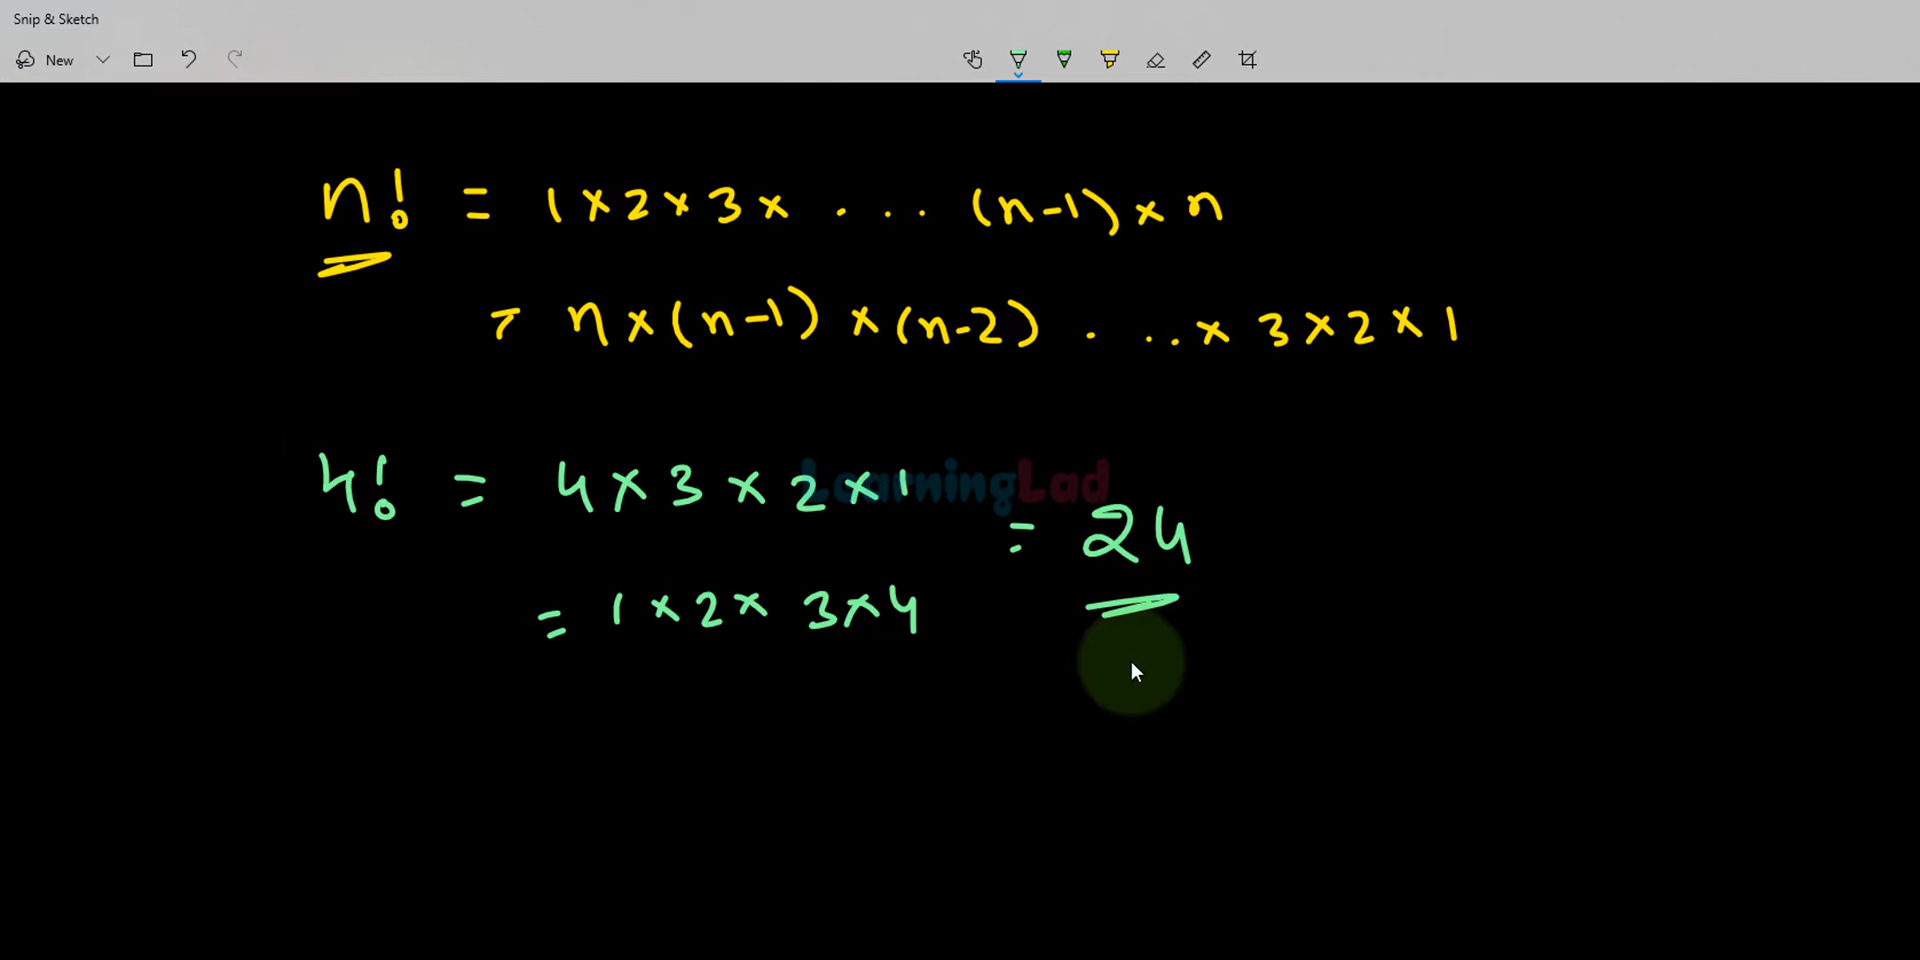 Snip & Sketch
New
n! = 1 × 2 × 3 × . . . . (n-1) × n
= n × (n-1) × (n-2) . . . . × 3 × 2 × 1
4! = 4 × 3 × 2 × 1
LearningLad
= 24
= 1 × 2 × 3 × 4